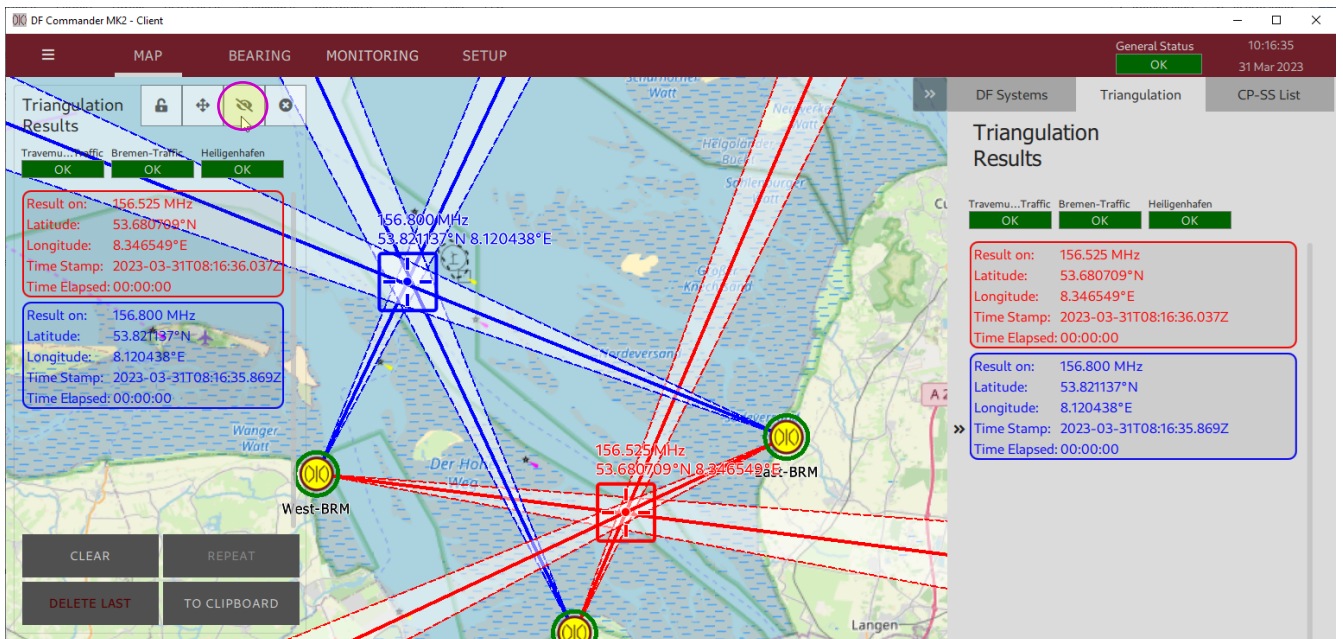 DF Commander MK2 - Client
MAP
BEARING
MONITORING
SETUP
General Status
OK
10:16:35
31 Mar 2023
Triangulation
Results
Travemu...Traffic
Bremen-Traffic
Heiligenhafen
OK
OK
OK
Result on: 156.525 MHz
Latitude: 53.680709°N
Longitude: 8.346549°E
Time Stamp: 2023-03-31T08:16:36.037Z
Time Elapsed: 00:00:00
Result on: 156.800 MHz
Latitude: 53.821137°N
Longitude: 8.120438°E
Time Stamp: 2023-03-31T08:16:35.869Z
Time Elapsed: 00:00:00
CLEAR
REPEAT
DELETE LAST
TO CLIPBOARD
Watt
Helgoländer
Bucht
156.800 MHz
53.821137°N 8.120438°E
Großer
Knechtsand
Wanger
Watt
Weg
156.525 MHz
53.680709°N 8.346549°E
East-BRM
West-BRM
Langen
DF Systems
Triangulation
CP-SS List
Triangulation
Results
Travemu...Traffic
Bremen-Traffic
Heiligenhafen
OK
OK
OK
Result on: 156.525 MHz
Latitude: 53.680709°N
Longitude: 8.346549°E
Time Stamp: 2023-03-31T08:16:36.037Z
Time Elapsed: 00:00:00
Result on: 156.800 MHz
Latitude: 53.821137°N
Longitude: 8.120438°E
Time Stamp: 2023-03-31T08:16:35.869Z
Time Elapsed: 00:00:00